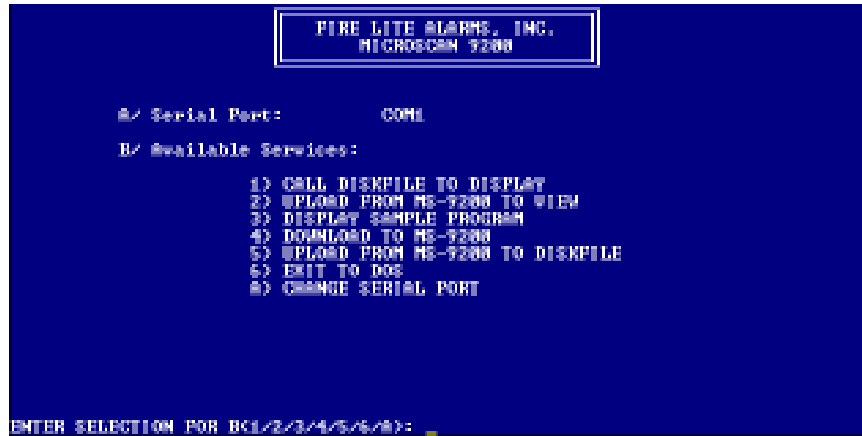 FIRE LITE ALARMS, INC.
MICROSCAN 9200
A/ Serial Port: COM1
B/ Available Services:
1) CALL DISKFILE TO DISPLAY
2) UPLOAD FROM MS-9200 TO VIEW
3) DISPLAY SAMPLE PROGRAM
4) DOWNLOAD TO MS-9200
5) UPLOAD FROM MS-9200 TO DISKFILE
6) EXIT TO DOS
A) CHANGE SERIAL PORT
ENTER SELECTION FOR B(1/2/3/4/5/6/A): _